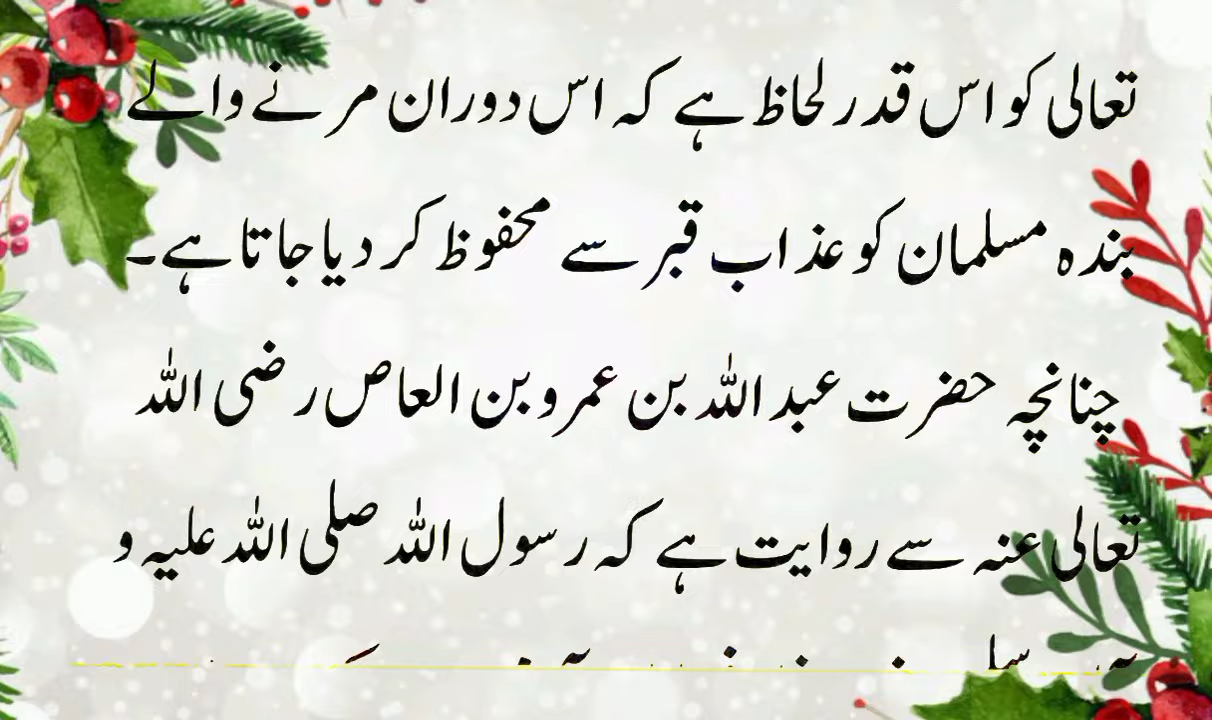 تعالی کو اس قدر لحاظ ہے کہ اس دوران مرنے والے
بندہ مسلمان کو عذاب قبر سے محفوظ کر دیا جاتا ہے۔
چنانچہ حضرت عبد اللہ بن عمرو بن العاص رضی اللہ
تعالی عنہ سے روایت ہے کہ رسول اللہ صلی اللہ علیہ و